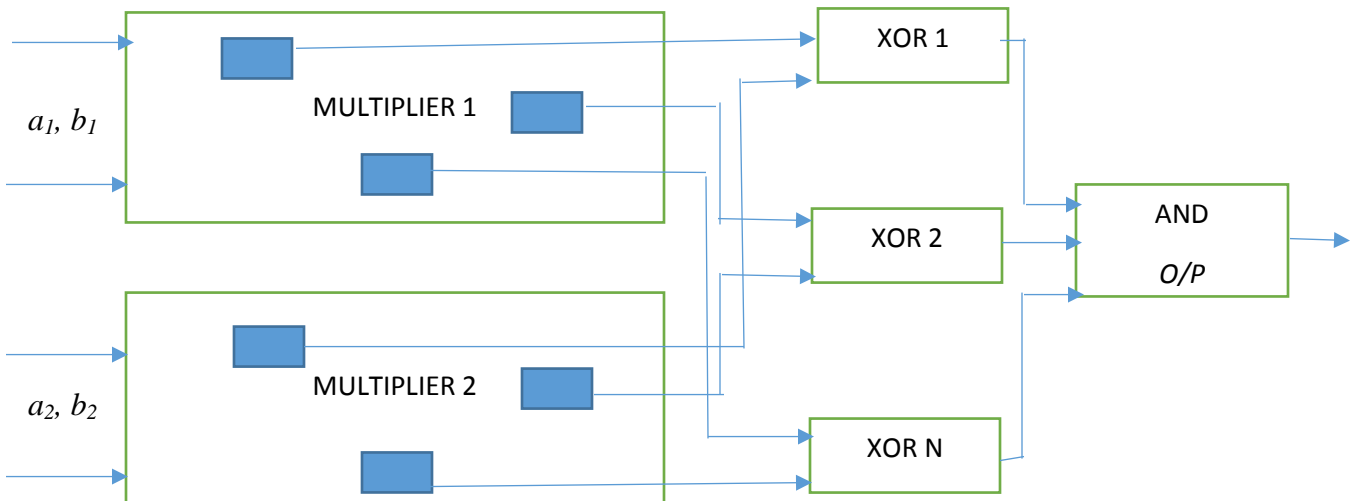 XOR 1
MULTIPLIER 1
a1, b1
AND
XOR 2
O/P
MULTIPLIER 2
a2, b2
XOR N